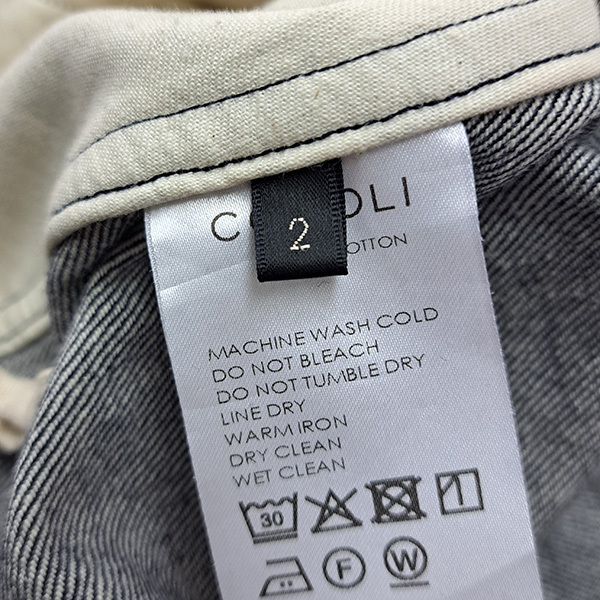 2
MACHINE WASH COLD
DO NOT BLEACH
DO NOT TUMBLE DRY
LINE DRY
WARM IRON
DRY CLEAN
WET CLEAN
30
F
W